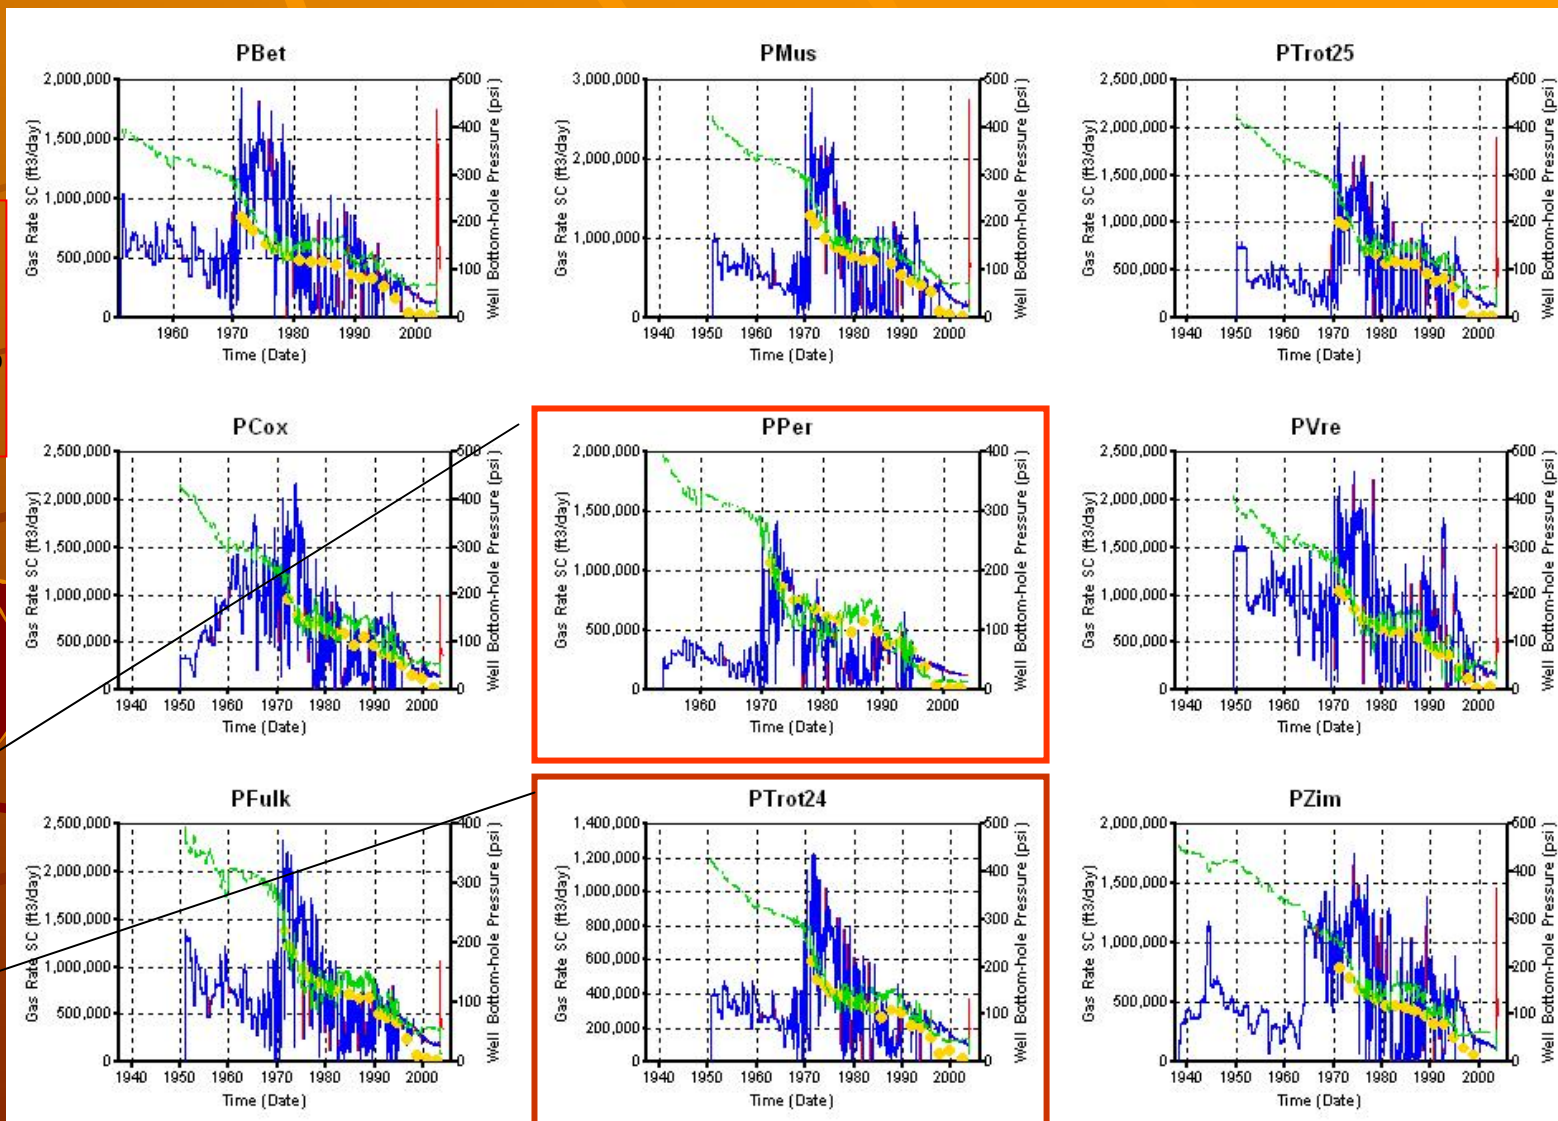 PBet
2,000,000
1,500,000
1,000,000
500,000
0
500
400
300
200
100
0
1960 1970 1980 1990 2000
Gas Rate SC (ft3/day)
Well Bottom-hole Pressure (psi)
Time (Date)
PMus
3,000,000
2,000,000
1,000,000
0
500
400
300
200
100
0
1940 1950 1960 1970 1980 1990 2000
Gas Rate SC (ft3/day)
Well Bottom-hole Pressure (psi)
Time (Date)
PTrot25
2,500,000
2,000,000
1,500,000
1,000,000
500,000
0
500
400
300
200
100
0
1940 1950 1960 1970 1980 1990 2000
Gas Rate SC (ft3/day)
Well Bottom-hole Pressure (psi)
Time (Date)
PCox
2,500,000
2,000,000
1,500,000
1,000,000
500,000
0
500
400
300
200
100
0
1940 1950 1960 1970 1980 1990 2000
Gas Rate SC (ft3/day)
Well Bottom-hole Pressure (psi)
Time (Date)
PPer
2,000,000
1,500,000
1,000,000
500,000
0
400
300
200
100
0
1960 1970 1980 1990 2000
Gas Rate SC (ft3/day)
Well Bottom-hole Pressure (psi)
Time (Date)
PVre
2,500,000
2,000,000
1,500,000
1,000,000
500,000
0
500
400
300
200
100
0
1940 1950 1960 1970 1980 1990 2000
Gas Rate SC (ft3/day)
Well Bottom-hole Pressure (psi)
Time (Date)
PFulk
2,500,000
2,000,000
1,500,000
1,000,000
500,000
0
400
300
200
100
0
1940 1950 1960 1970 1980 1990 2000
Gas Rate SC (ft3/day)
Well Bottom-hole Pressure (psi)
Time (Date)
PTrot24
1,400,000
1,200,000
1,000,000
800,000
600,000
400,000
200,000
0
500
400
300
200
100
0
1940 1950 1960 1970 1980 1990 2000
Gas Rate SC (ft3/day)
Well Bottom-hole Pressure (psi)
Time (Date)
PZim
2,000,000
1,500,000
1,000,000
500,000
0
500
400
300
200
100
0
1940 1950 1960 1970 1980 1990 2000
Gas Rate SC (ft3/day)
Well Bottom-hole Pressure (psi)
Time (Date)